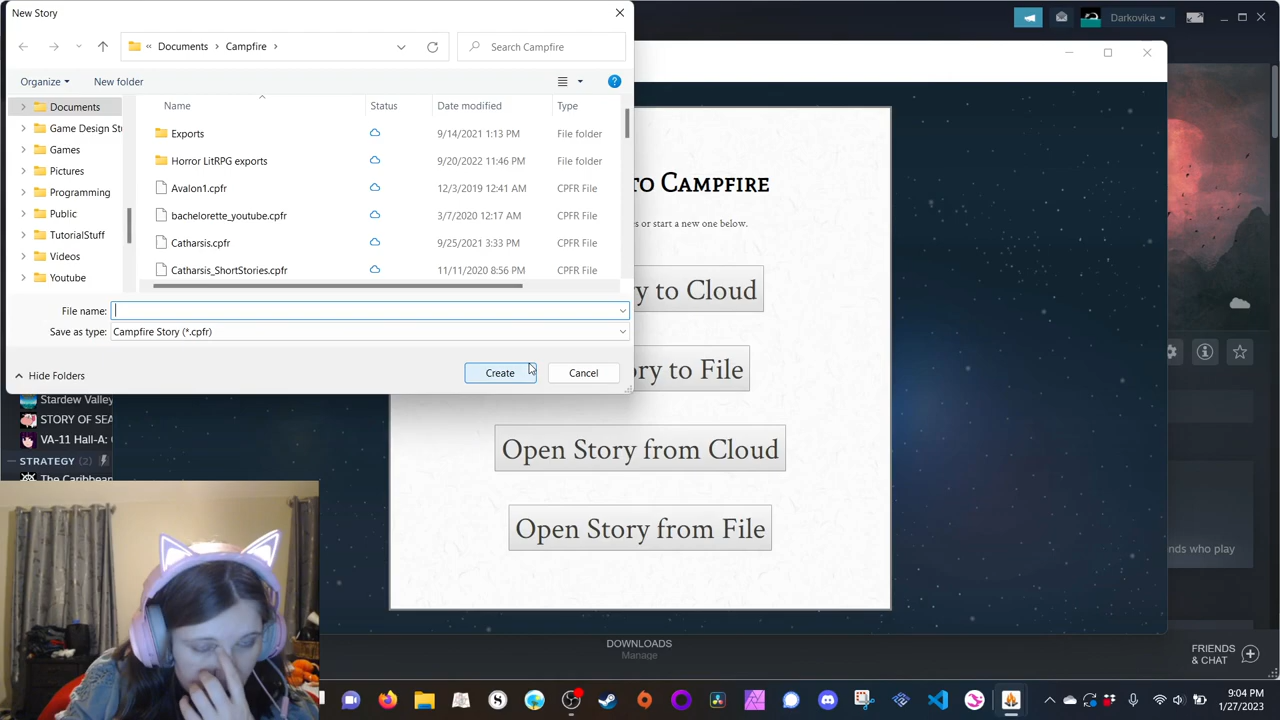 New Story
Darkovika
« Documents › Campfire ›
Search Campfire
Organize
New folder
Name Status Date modified Type
Documents
Game Design Stu
Games
Pictures
Programming
Public
TutorialStuff
Videos
Youtube
Exports 9/14/2021 1:13 PM File folder
Horror LitRPG exports 9/20/2022 11:46 PM File folder
Avalon1.cpfr 12/3/2019 12:41 AM CPFR File
bachelorette_youtube.cpfr 3/7/2020 12:17 AM CPFR File
Catharsis.cpfr 9/25/2021 3:33 PM CPFR File
Catharsis_ShortStories.cpfr 11/11/2020 8:56 PM CPFR File
File name:
Save as type: Campfire Story (*.cpfr)
Hide Folders
Create
Cancel
TO CAMPFIRE
es or start a new one below.
y to Cloud
ory to File
Open Story from Cloud
Open Story from File
Stardew Valley
STORY OF SEA
VA-11 Hall-A: C
STRATEGY (2)
The Caribbean
nds who play
DOWNLOADS
Manage
FRIENDS
& CHAT
9:04 PM
1/27/2023